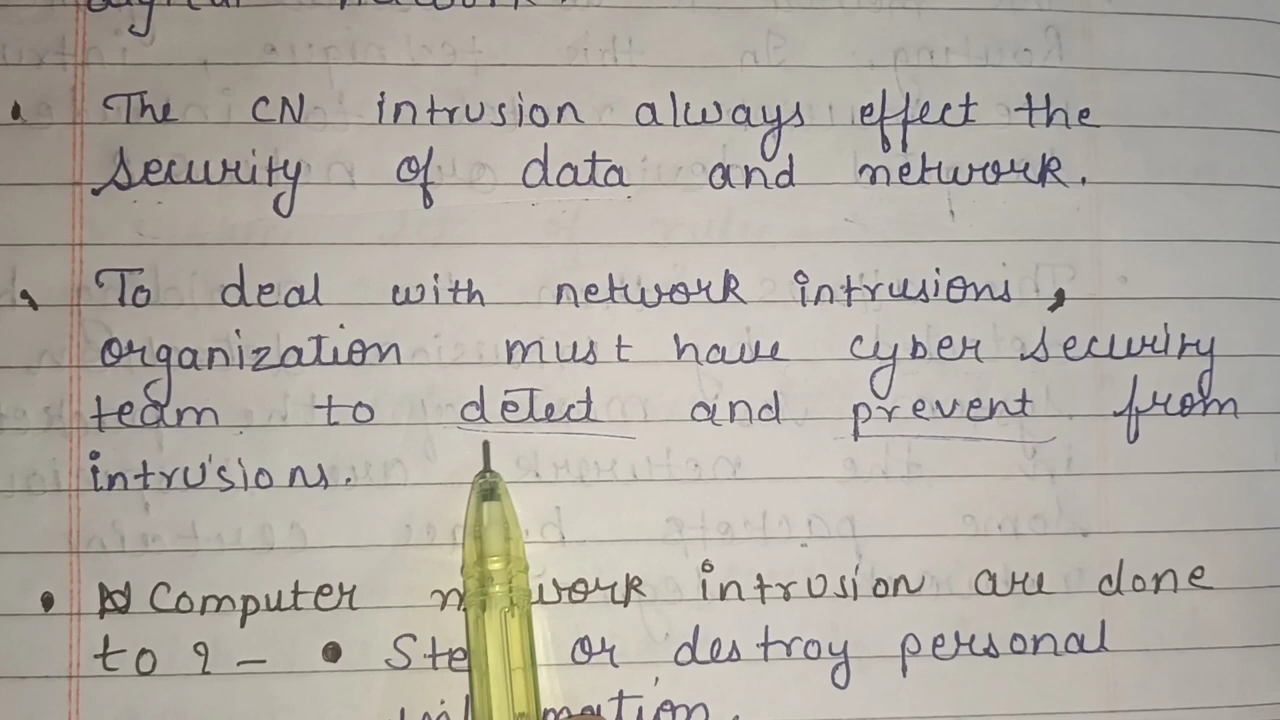 • The CN intrusion always effect the
security of data and network.
• To deal with network intrusions,
organization must have cyber security
team to detect and prevent from
intrusions.
• Computer work intrusion are done
to ? - • Ste or destroy personal
mation.